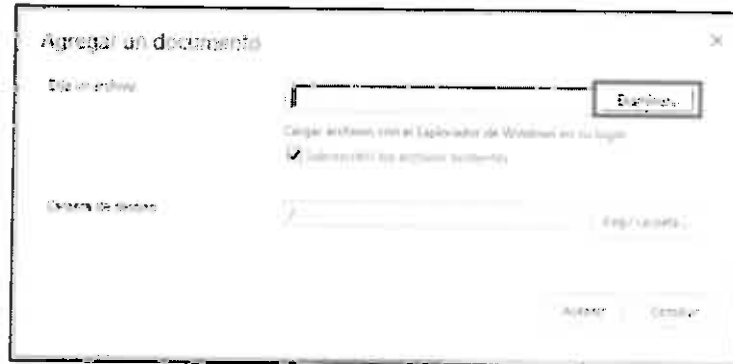 Agregar un documento
Elija un archivo
Examinar...
Cargar archivos con el Explorador de Windows en su lugar
Sobrescribir los archivos existentes
Carpeta de destino
/
Elegir carpeta...
Aceptar Cancelar